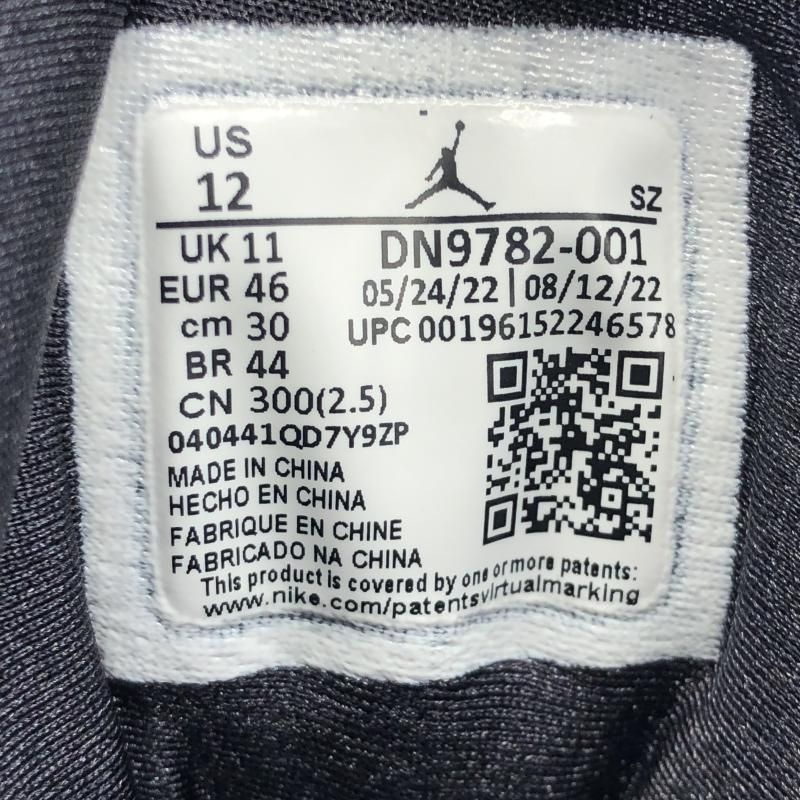 US
12
SZ
UK 11
DN9782-001
EUR 46
05/24/22 | 08/12/22
cm 30
UPC 00196152246578
BR 44
CN 300(2.5)
040441QD7Y9ZP
MADE IN CHINA
HECHO EN CHINA
FABRIQUE EN CHINE
FABRICADO NA CHINA
This product is covered by one or more patents:
www.nike.com/patentsvirtualmarking